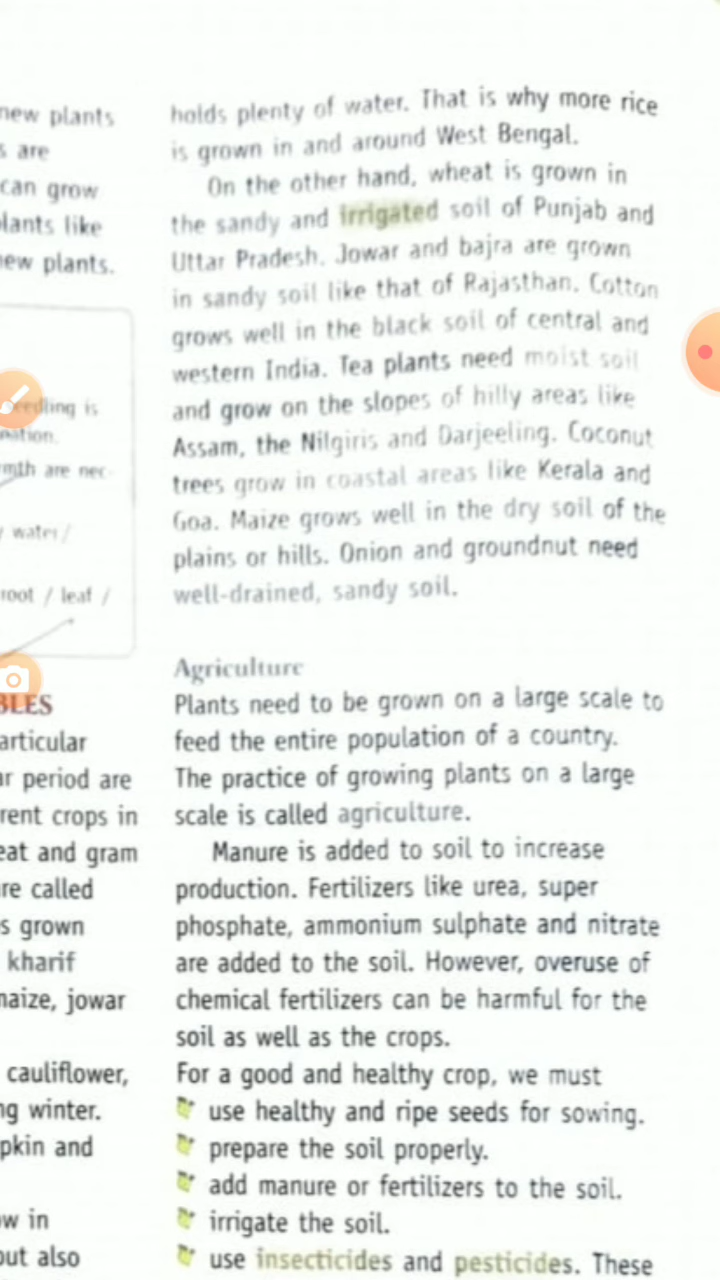 new plants
s are
can grow
plants like
new plants.
eedling is
nation.
mth are nec-
/ water /
root / leaf /
BLES
articular
ar period are
rent crops in
eat and gram
re called
s grown
kharif
maize, jowar
cauliflower,
ng winter.
pkin and
ow in
out also
holds plenty of water. That is why more rice
is grown in and around West Bengal.
On the other hand, wheat is grown in
the sandy and irrigated soil of Punjab and
Uttar Pradesh. Jowar and bajra are grown
in sandy soil like that of Rajasthan. Cotton
grows well in the black soil of central and
western India. Tea plants need moist soil
and grow on the slopes of hilly areas like
Assam, the Nilgiris and Darjeeling. Coconut
trees grow in coastal areas like Kerala and
Goa. Maize grows well in the dry soil of the
plains or hills. Onion and groundnut need
well-drained, sandy soil.
Agriculture
Plants need to be grown on a large scale to
feed the entire population of a country.
The practice of growing plants on a large
scale is called agriculture.
Manure is added to soil to increase
production. Fertilizers like urea, super
phosphate, ammonium sulphate and nitrate
are added to the soil. However, overuse of
chemical fertilizers can be harmful for the
soil as well as the crops.
For a good and healthy crop, we must
use healthy and ripe seeds for sowing.
prepare the soil properly.
add manure or fertilizers to the soil.
irrigate the soil.
use insecticides and pesticides. These